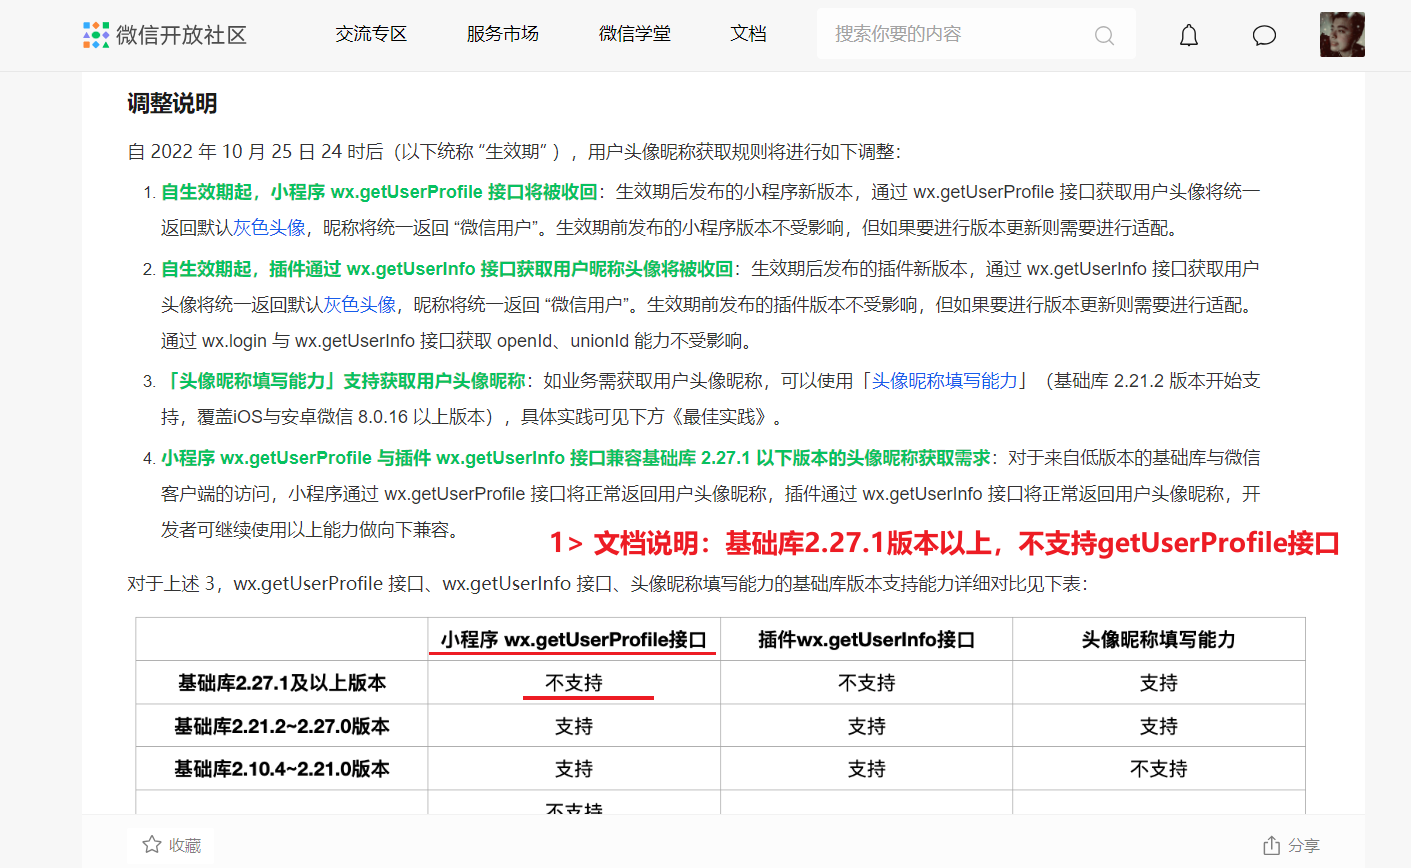 微信开放社区 交流专区 服务市场 微信学堂 文档 搜索你要的内容
调整说明
自 2022 年 10 月 25 日 24 时后（以下统称 “生效期” ），用户头像昵称获取规则将进行如下调整：
1. 自生效期起，小程序 wx.getUserProfile 接口将被收回：生效期后发布的小程序新版本，通过 wx.getUserProfile 接口获取用户头像将统一
返回默认灰色头像，昵称将统一返回 “微信用户”。生效期前发布的小程序版本不受影响，但如果要进行版本更新则需要进行适配。
2. 自生效期起，插件通过 wx.getUserInfo 接口获取用户昵称头像将被收回：生效期后发布的插件新版本，通过 wx.getUserInfo 接口获取用户
头像将统一返回默认灰色头像，昵称将统一返回 “微信用户”。生效期前发布的插件版本不受影响，但如果要进行版本更新则需要进行适配。
通过 wx.login 与 wx.getUserInfo 接口获取 openId、unionId 能力不受影响。
3. 「头像昵称填写能力」支持获取用户头像昵称：如业务需获取用户头像昵称，可以使用「头像昵称填写能力」（基础库 2.21.2 版本开始支
持，覆盖iOS与安卓微信 8.0.16 以上版本），具体实践可见下方《最佳实践》。
4. 小程序 wx.getUserProfile 与插件 wx.getUserInfo 接口兼容基础库 2.27.1 以下版本的头像昵称获取需求：对于来自低版本的基础库与微信
客户端的访问，小程序通过 wx.getUserProfile 接口将正常返回用户头像昵称，插件通过 wx.getUserInfo 接口将正常返回用户头像昵称，开
发者可继续使用以上能力做向下兼容。
1> 文档说明：基础库2.27.1版本以上，不支持getUserProfile接口
对于上述 3，wx.getUserProfile 接口、wx.getUserInfo 接口、头像昵称填写能力的基础库版本支持能力详细对比见下表：
小程序 wx.getUserProfile接口 插件wx.getUserInfo接口 头像昵称填写能力
基础库2.27.1及以上版本 不支持 不支持 支持
基础库2.21.2~2.27.0版本 支持 支持 支持
基础库2.10.4~2.21.0版本 支持 支持 不支持
不支持
收藏 分享